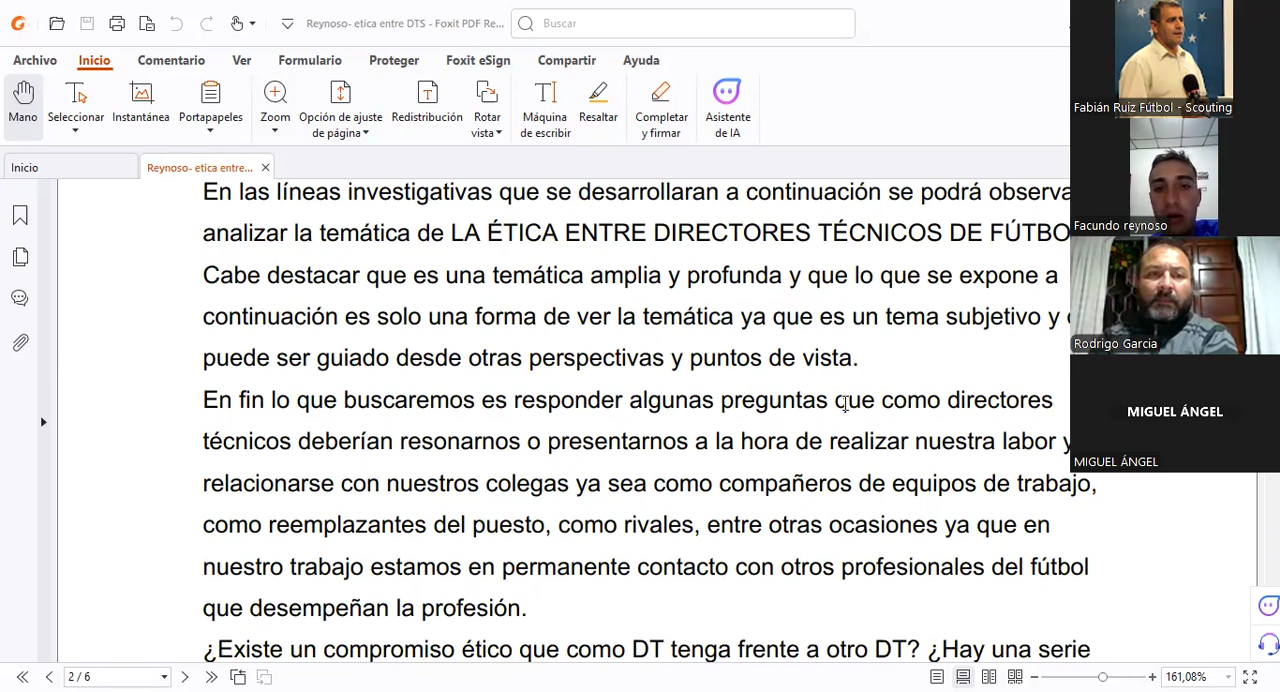 Reynoso- etica entre DTS - Foxit PDF Re...
Buscar
Archivo Inicio Comentario Ver Formulario Proteger Foxit eSign Compartir Ayuda
Mano Seleccionar Instantánea Portapapeles Zoom Opción de ajuste de página Redistribución Rotar vista Máquina de escribir Resaltar Completar y firmar Asistente de IA
Inicio Reynoso- etica entre...
En las líneas investigativas que se desarrollaran a continuación se podrá observa
analizar la temática de LA ÉTICA ENTRE DIRECTORES TÉCNICOS DE FÚTBO
Cabe destacar que es una temática amplia y profunda y que lo que se expone a
continuación es solo una forma de ver la temática ya que es un tema subjetivo y
puede ser guiado desde otras perspectivas y puntos de vista.
En fin lo que buscaremos es responder algunas preguntas que como directores
técnicos deberían resonarnos o presentarnos a la hora de realizar nuestra labor y
relacionarse con nuestros colegas ya sea como compañeros de equipos de trabajo,
como reemplazantes del puesto, como rivales, entre otras ocasiones ya que en
nuestro trabajo estamos en permanente contacto con otros profesionales del fútbol
que desempeñan la profesión.
¿Existe un compromiso ético que como DT tenga frente a otro DT? ¿Hay una serie
Fabián Ruiz Fútbol - Scouting
Facundo reynoso
Rodrigo Garcia
MIGUEL ÁNGEL
MIGUEL ÁNGEL
2 / 6
161,08%